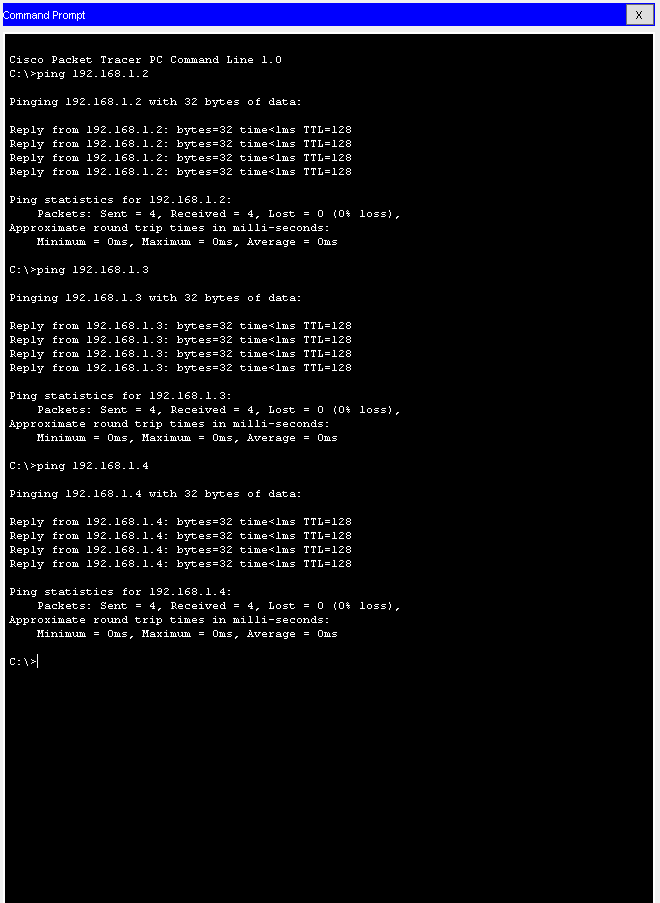 Command Prompt
X
Cisco Packet Tracer PC Command Line 1.0
C:\>ping 192.168.1.2
Pinging 192.168.1.2 with 32 bytes of data:
Reply from 192.168.1.2: bytes=32 time<1ms TTL=128
Reply from 192.168.1.2: bytes=32 time<1ms TTL=128
Reply from 192.168.1.2: bytes=32 time<1ms TTL=128
Reply from 192.168.1.2: bytes=32 time<1ms TTL=128
Ping statistics for 192.168.1.2:
    Packets: Sent = 4, Received = 4, Lost = 0 (0% loss),
Approximate round trip times in milli-seconds:
    Minimum = 0ms, Maximum = 0ms, Average = 0ms
C:\>ping 192.168.1.3
Pinging 192.168.1.3 with 32 bytes of data:
Reply from 192.168.1.3: bytes=32 time<1ms TTL=128
Reply from 192.168.1.3: bytes=32 time<1ms TTL=128
Reply from 192.168.1.3: bytes=32 time<1ms TTL=128
Reply from 192.168.1.3: bytes=32 time<1ms TTL=128
Ping statistics for 192.168.1.3:
    Packets: Sent = 4, Received = 4, Lost = 0 (0% loss),
Approximate round trip times in milli-seconds:
    Minimum = 0ms, Maximum = 0ms, Average = 0ms
C:\>ping 192.168.1.4
Pinging 192.168.1.4 with 32 bytes of data:
Reply from 192.168.1.4: bytes=32 time<1ms TTL=128
Reply from 192.168.1.4: bytes=32 time<1ms TTL=128
Reply from 192.168.1.4: bytes=32 time<1ms TTL=128
Reply from 192.168.1.4: bytes=32 time<1ms TTL=128
Ping statistics for 192.168.1.4:
    Packets: Sent = 4, Received = 4, Lost = 0 (0% loss),
Approximate round trip times in milli-seconds:
    Minimum = 0ms, Maximum = 0ms, Average = 0ms
C:\>